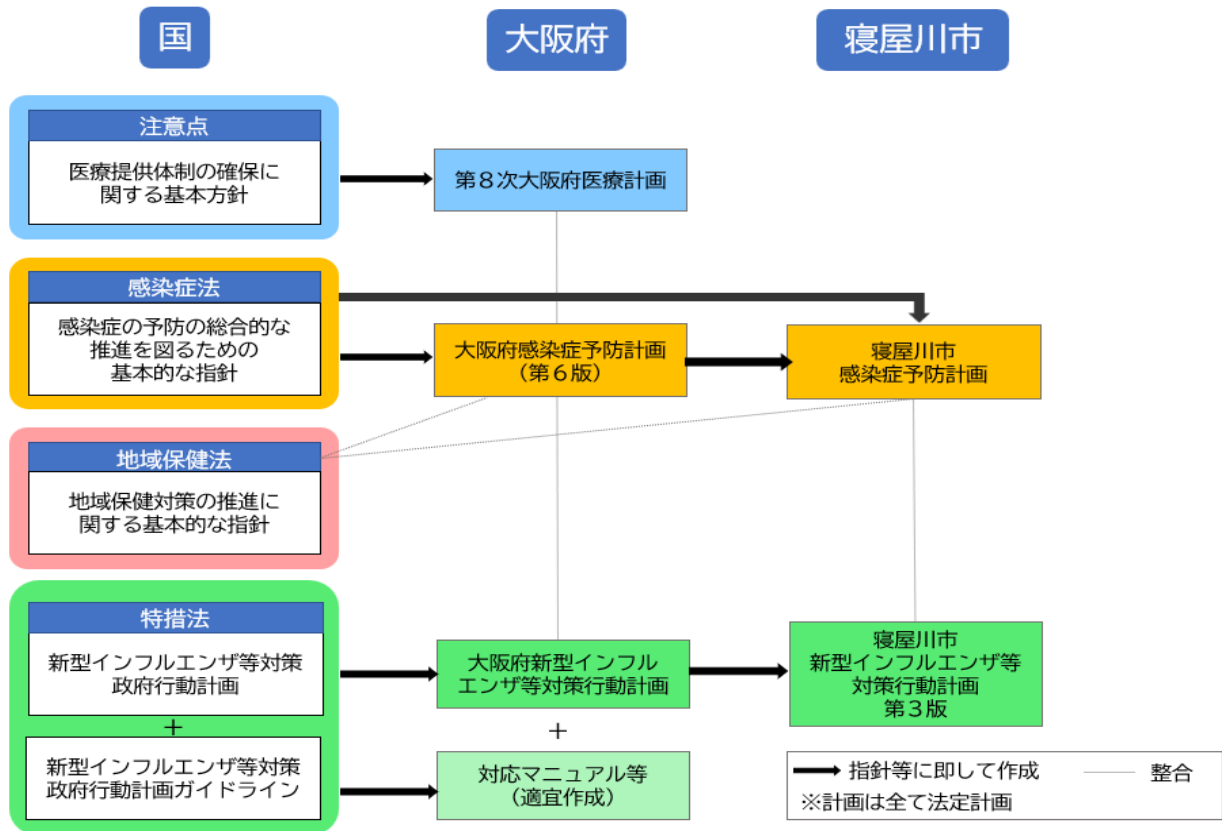 国
大阪府
寝屋川市
注意点
医療提供体制の確保に
関する基本方針
第８次大阪府医療計画
感染症法
感染症の予防の総合的な
推進を図るための
基本的な指針
大阪府感染症予防計画
（第６版）
寝屋川市
感染症予防計画
地域保健法
地域保健対策の推進に
関する基本的な指針
特措法
新型インフルエンザ等対策
政府行動計画
+
新型インフルエンザ等対策
政府行動計画ガイドライン
大阪府新型インフル
エンザ等対策行動計画
+
対応マニュアル等
（適宜作成）
寝屋川市
新型インフルエンザ等
対策行動計画
第３版
指針等に即して作成
整合
※計画は全て法定計画